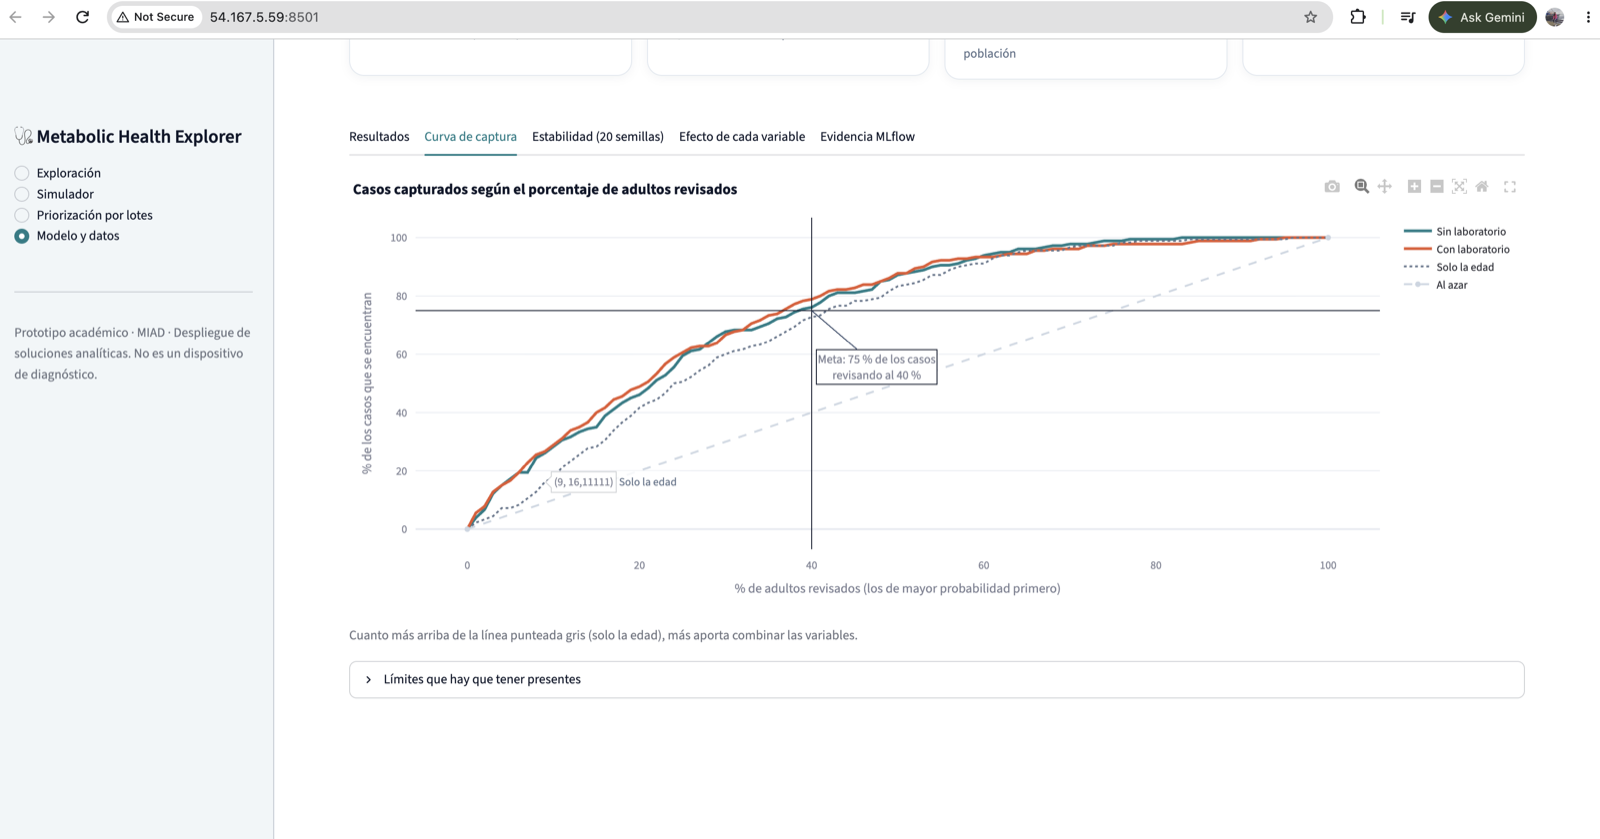 Not Secure
54.167.5.59:8501
Ask Gemini
Metabolic Health Explorer
Exploración
Simulador
Priorización por lotes
Modelo y datos
Prototipo académico · MIAD · Despliegue de
soluciones analíticas. No es un dispositivo
de diagnóstico.
población
Resultados
Curva de captura
Estabilidad (20 semillas)
Efecto de cada variable
Evidencia MLflow
Casos capturados según el porcentaje de adultos revisados
Sin laboratorio
Con laboratorio
Solo la edad
Al azar
% de los casos que se encuentran
100
80
60
40
20
0
Meta: 75 % de los casos
revisando al 40 %
(9, 16,11111) Solo la edad
0
20
40
60
80
100
% de adultos revisados (los de mayor probabilidad primero)
Cuanto más arriba de la línea punteada gris (solo la edad), más aporta combinar las variables.
Límites que hay que tener presentes